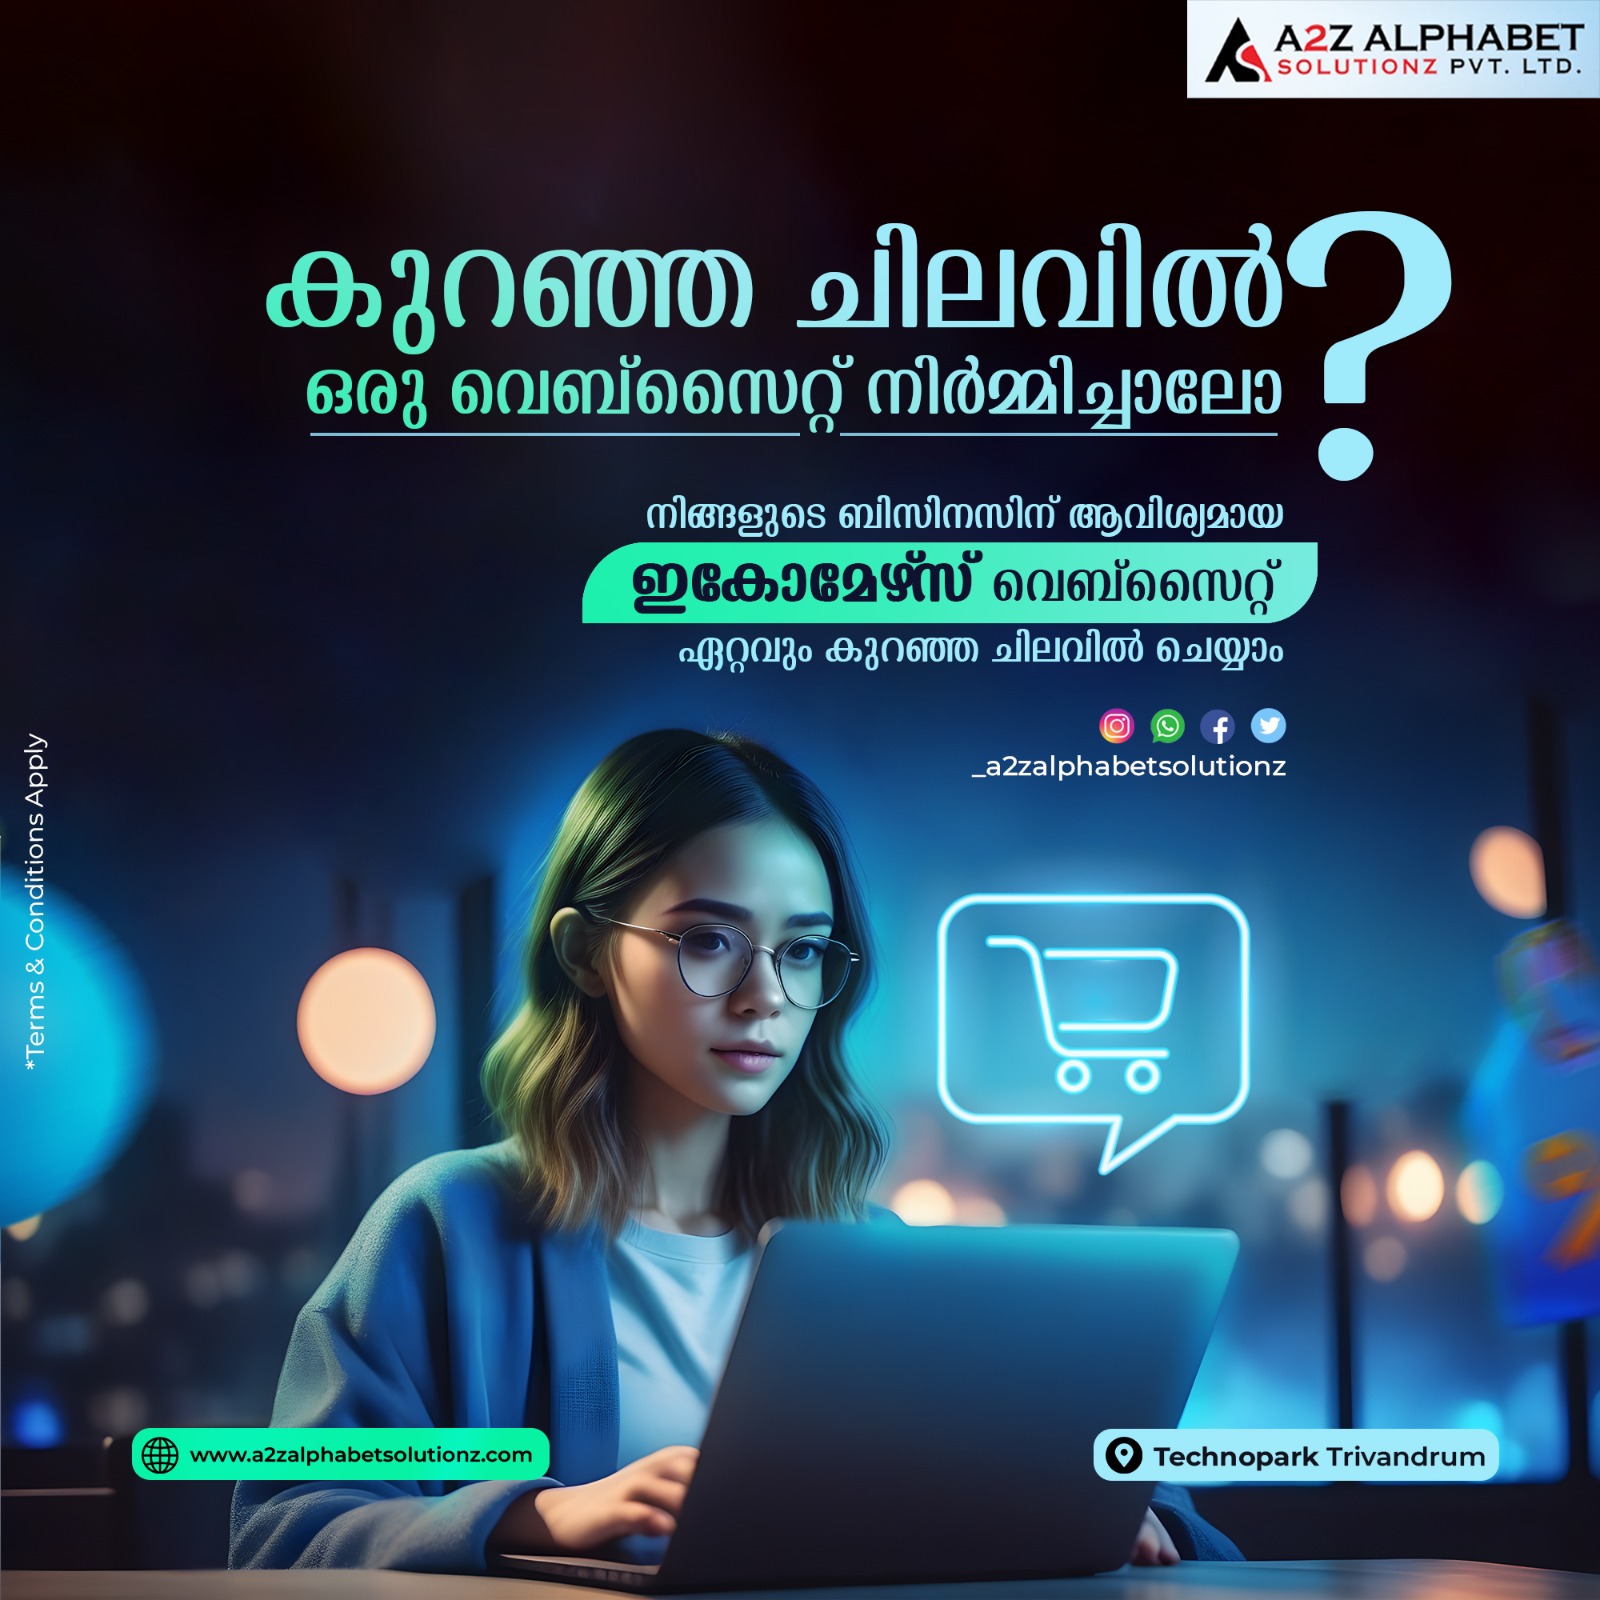 A2Z ALPHABET
SOLUTIONZ PVT. LTD.
കുറഞ്ഞ ചിലവിൽ?
ഒരു വെബ്സൈറ്റ് നിർമ്മിച്ചാലോ
നിങ്ങളുടെ ബിസിനസിന് ആവിശ്യമായ
ഇകോമേഴ്സ് വെബ്സൈറ്റ്
ഏറ്റവും കുറഞ്ഞ ചിലവിൽ ചെയ്യാം
_a2zalphabetsolutionz
*Terms & Conditions Apply
www.a2zalphabetsolutionz.com
Technopark Trivandrum